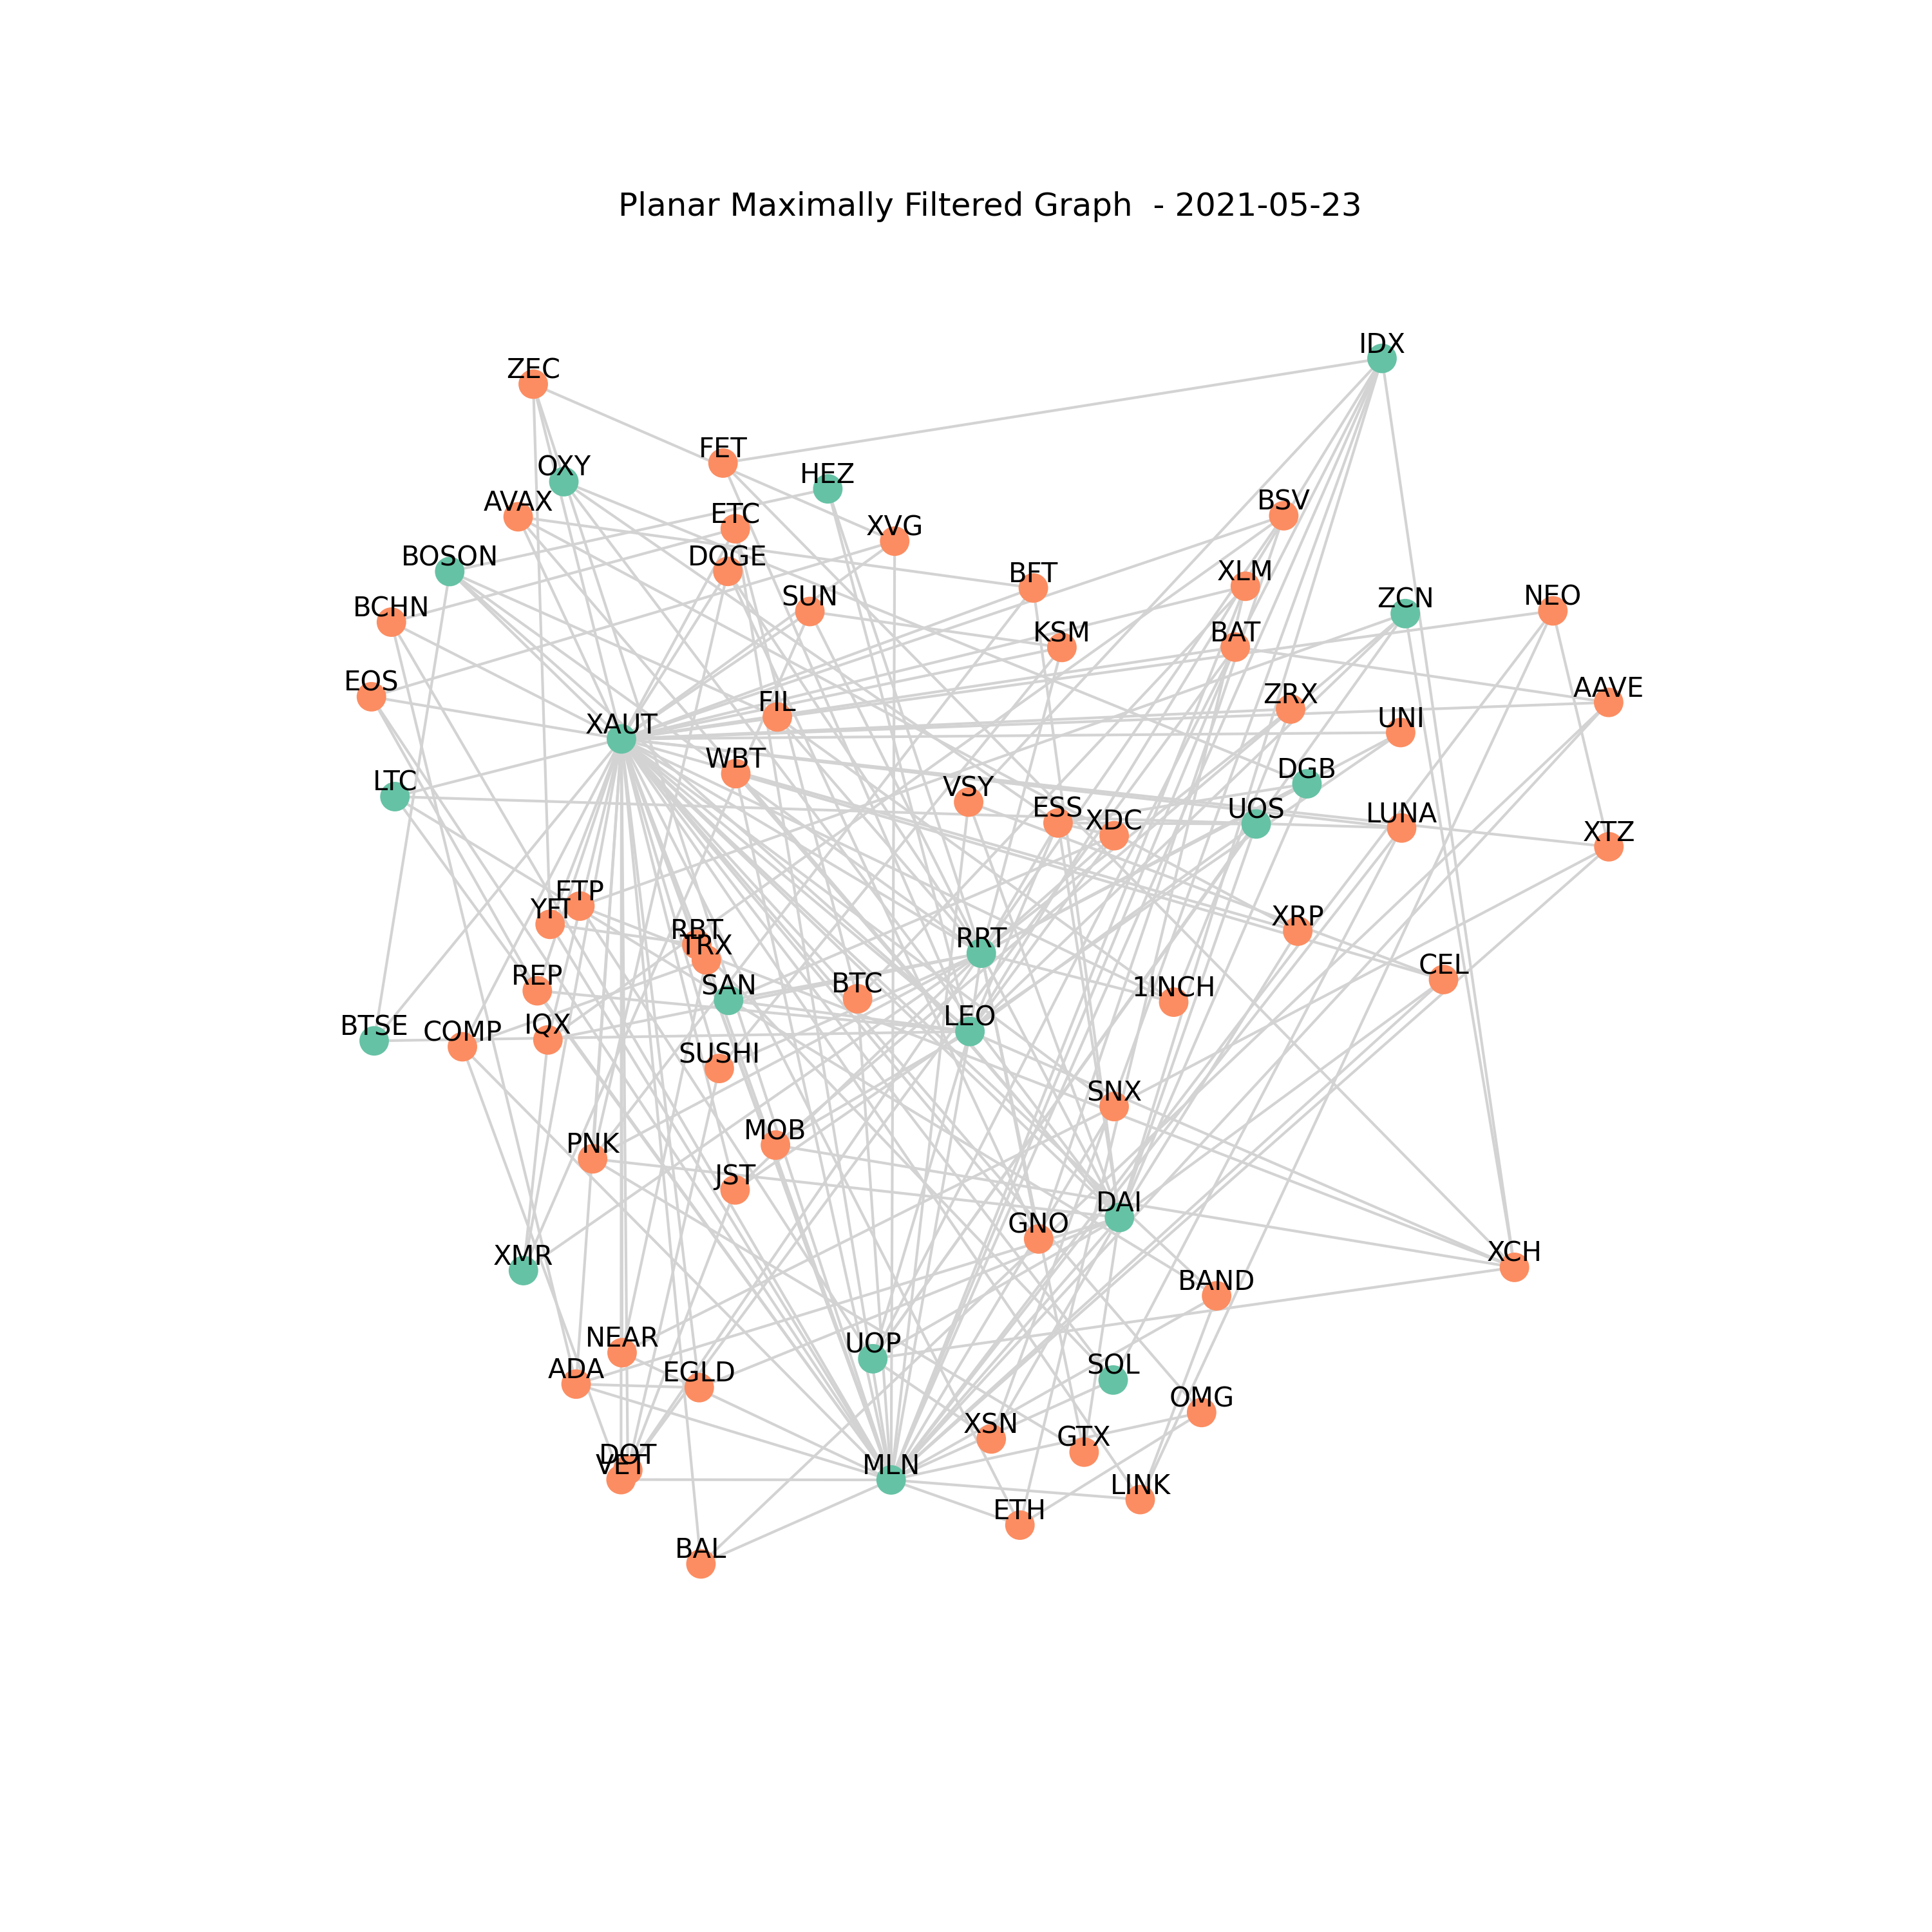 Planar Maximally Filtered Graph - 2021-05-23
IDX
ZEC
FET
OXY
HEZ
AVAX
ETC
BSV
XVG
BOSON
DOGE
BFT
XLM
SUN
ZCN
NEO
BCHN
KSM
BAT
EOS
FIL
ZRX
AAVE
XAUT
UNI
WBT
DGB
LTC
VSY
ESS
UOS
XDC
LUNA
XTZ
FTP
YFI
RBT
XRP
TRX
RRT
REP
SAN
BTC
1INCH
CEL
BTSE
COMP
IQX
LEO
SUSHI
SNX
PNK
MOB
JST
DAI
GNO
XMR
XCH
BAND
NEAR
UOP
ADA
EGLD
SOL
OMG
XSN
GTX
DOT
VET
MLN
LINK
ETH
BAL